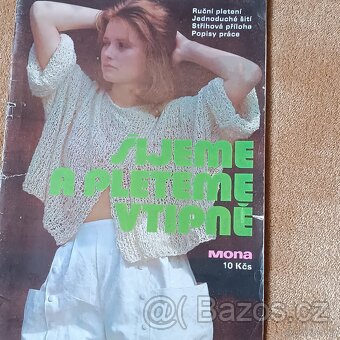 Ruční pletení
Jednoduché šití
Střihová příloha
Popisy práce
ŠIJEME
A PLETEME
VTIPNĚ
mona
10 Kčs
Bazos.cz